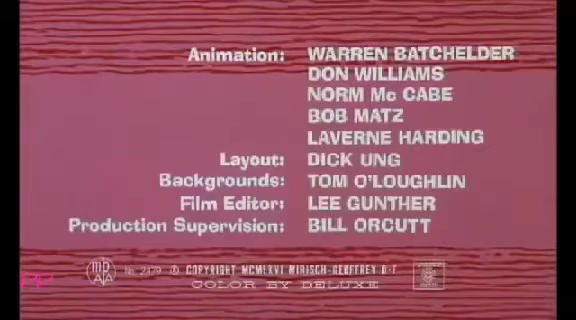 Animation: WARREN BATCHELDER
DON WILLIAMS
NORM Mc CABE
BOB MATZ
LAVERNE HARDING
Layout: DICK UNG
Backgrounds: TOM O'LOUGHLIN
Film Editor: LEE GUNTHER
Production Supervision: BILL ORCUTT
PP
COPYRIGHT MCMLXVI MIRISCH-GEOFFREY D-F
COLOR BY DELUXE